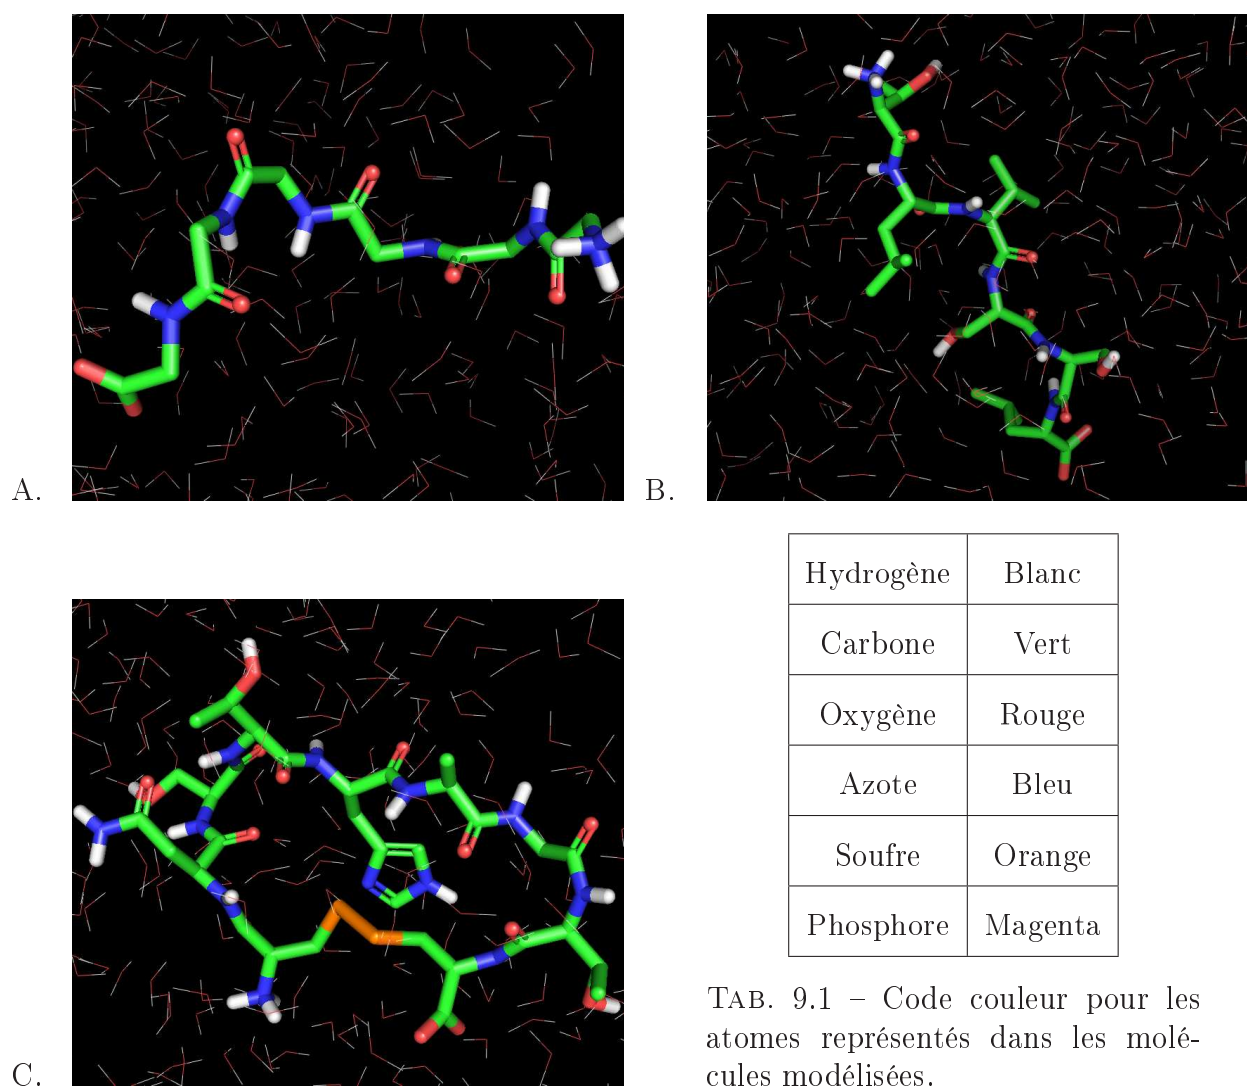 A.
B.
Hydrogène Blanc
Carbone Vert
Oxygène Rouge
Azote Bleu
Soufre Orange
Phosphore Magenta
TAB. 9.1 – Code couleur pour les
atomes représentés dans les molé-
cules modélisées.
C.